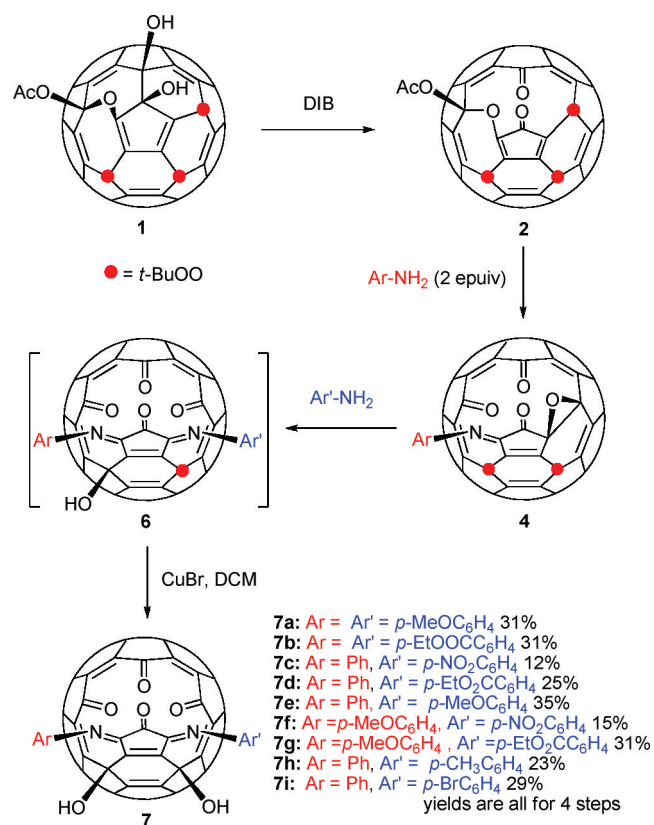 OH
AcO
O
OH
1
DIB
AcO
O
O
O
2
= t-BuOO
Ar-NH2 (2 epuiv)
O
O
O
O
Ar
N
N
Ar'
HO
6
Ar'-NH2
O
O
O
O
Ar
N
4
CuBr, DCM
O
O
O
O
Ar
N
N
Ar'
HO
OH
7
7a: Ar = Ar' = p-MeOC6H4 31%
7b: Ar = Ar' = p-EtOOCC6H4 31%
7c: Ar = Ph, Ar' = p-NO2C6H4 12%
7d: Ar = Ph, Ar' = p-EtO2CC6H4 25%
7e: Ar = Ph, Ar' = p-MeOC6H4 35%
7f: Ar =p-MeOC6H4, Ar' = p-NO2C6H4 15%
7g: Ar =p-MeOC6H4 , Ar' =p-EtO2CC6H4 31%
7h: Ar = Ph, Ar' = p-CH3C6H4 23%
7i: Ar = Ph, Ar' = p-BrC6H4 29%
yields are all for 4 steps